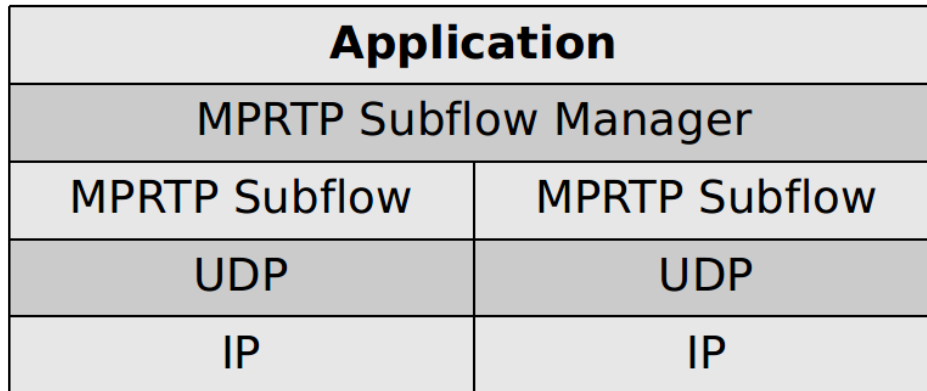 Application
MPRTP Subflow Manager
MPRTP Subflow MPRTP Subflow
UDP UDP
IP IP